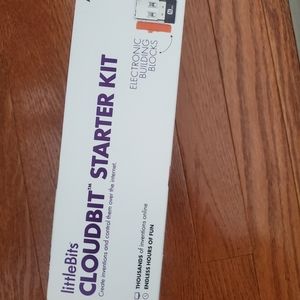 littleBits
CLOUDBIT™ STARTER KIT
Create inventions and control them over the internet.
ELECTRONIC
BUILDING
BLOCKS
THOUSANDS of inventions online
ENDLESS HOURS OF FUN